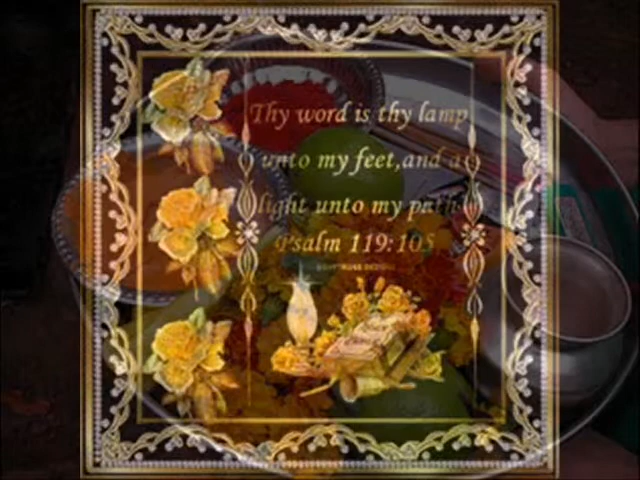 Thy word is thy lamp
unto my feet,and a
light unto my path
Psalm 119:105